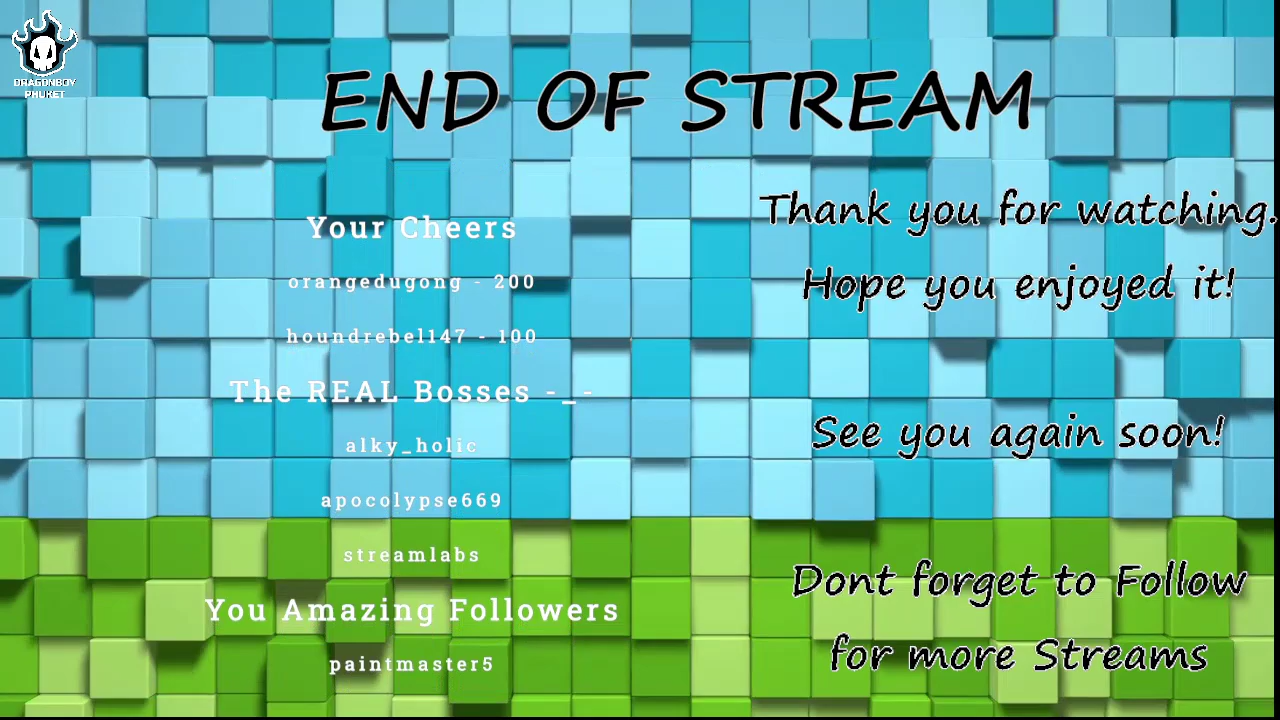 DRAGONBOY
PHUKET
END OF STREAM
Your Cheers
orangedugong - 200
houndrebel147 - 100
The REAL Bosses -_-
alky_holic
apocolypse669
streamlabs
You Amazing Followers
paintmaster5
Thank you for watching.
Hope you enjoyed it!
See you again soon!
Dont forget to Follow
for more Streams